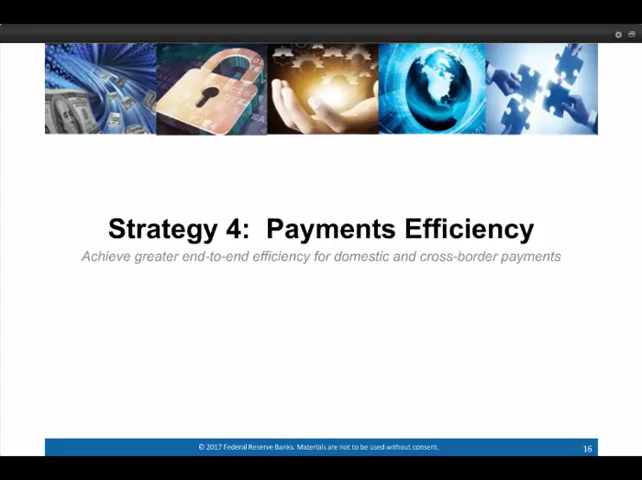 Strategy 4: Payments Efficiency
Achieve greater end-to-end efficiency for domestic and cross-border payments
© 2017 Federal Reserve Banks. Materials are not to be used without consent.
16